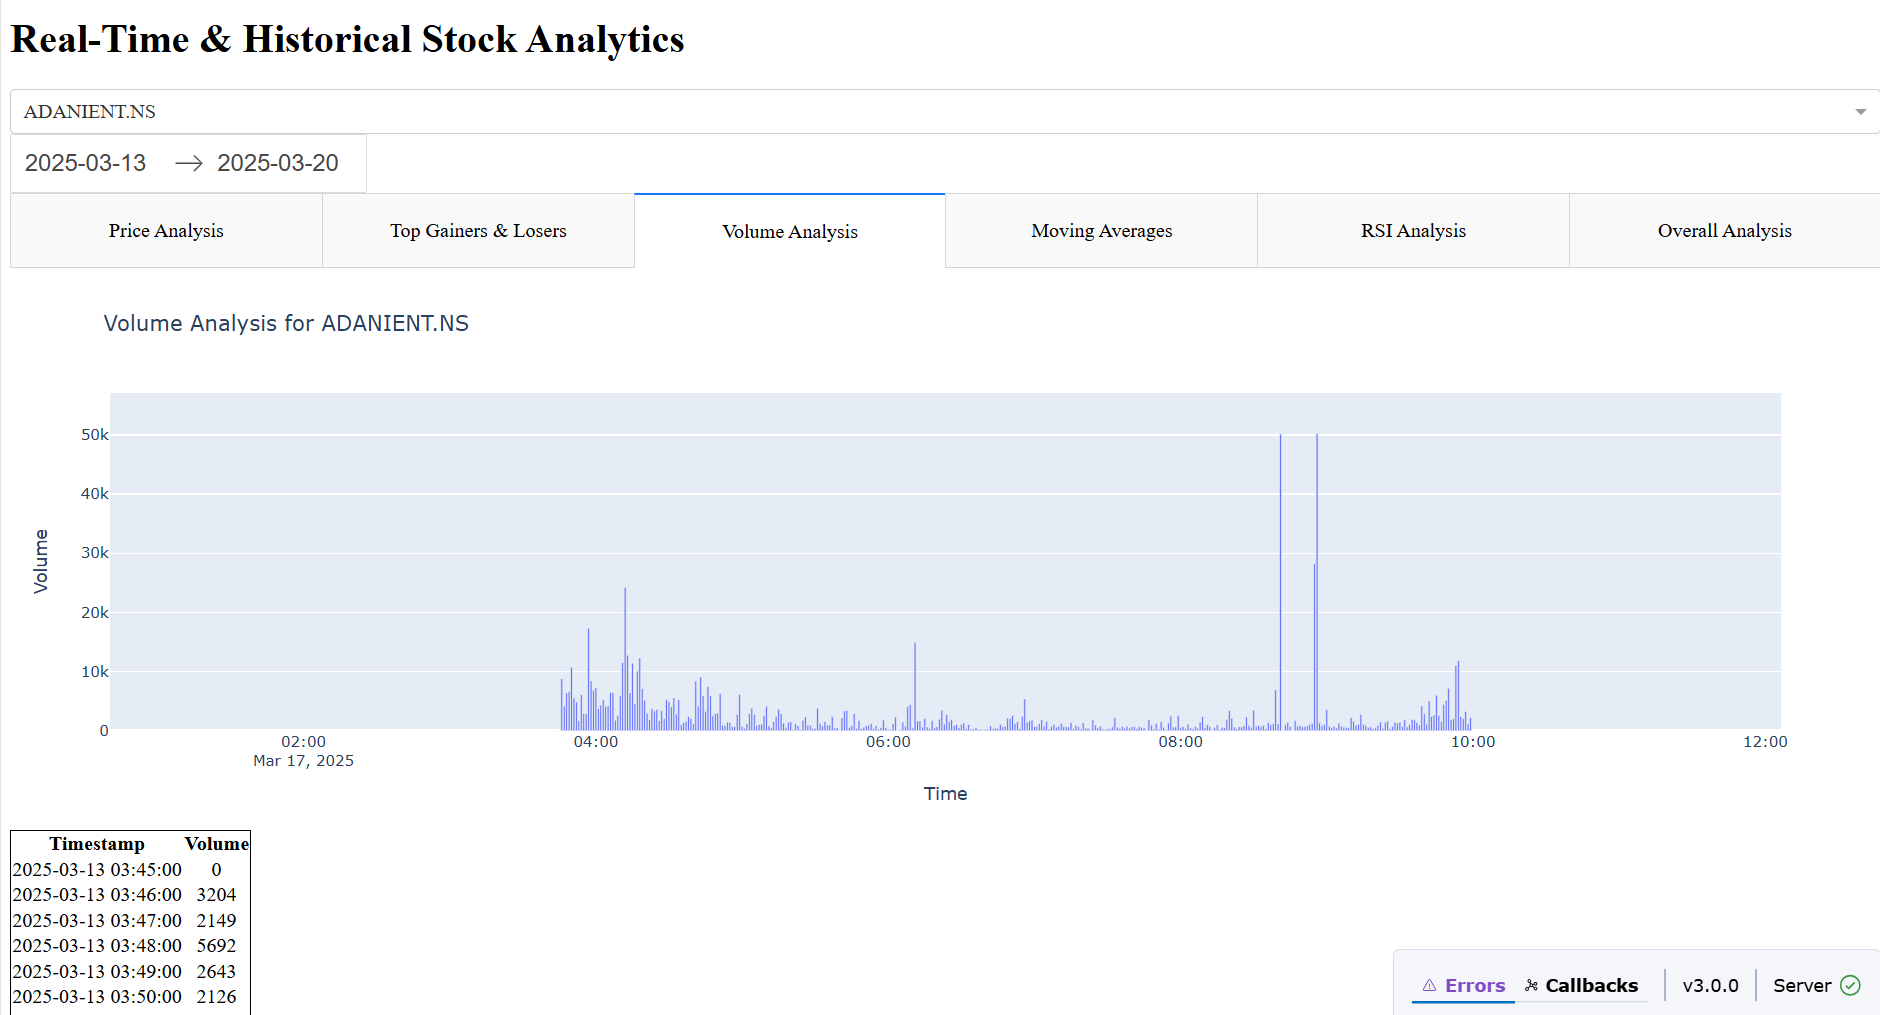 Real-Time & Historical Stock Analytics
ADANIENT.NS
2025-03-13 → 2025-03-20
Price Analysis Top Gainers & Losers Volume Analysis Moving Averages RSI Analysis Overall Analysis
Volume Analysis for ADANIENT.NS
50k
40k
30k
20k
10k
0
Volume
02:00 04:00 06:00 08:00 10:00 12:00
Mar 17, 2025
Time
Timestamp Volume
2025-03-13 03:45:00 0
2025-03-13 03:46:00 3204
2025-03-13 03:47:00 2149
2025-03-13 03:48:00 5692
2025-03-13 03:49:00 2643
2025-03-13 03:50:00 2126
Errors Callbacks v3.0.0 Server